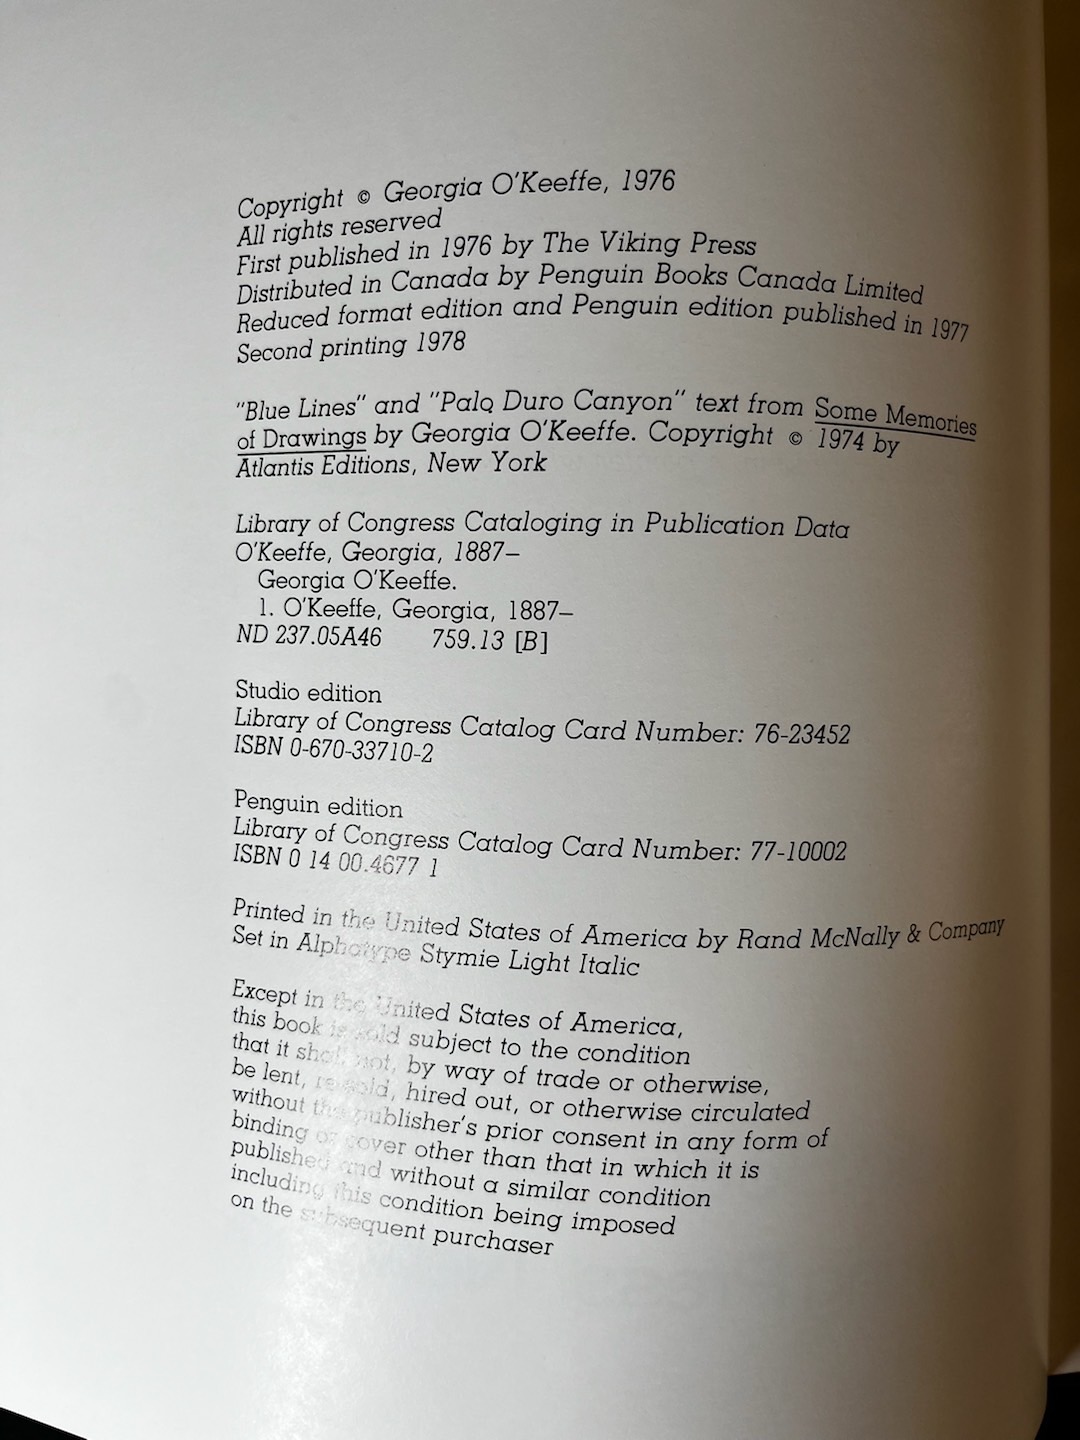 Copyright © Georgia O'Keeffe, 1976
All rights reserved
First published in 1976 by The Viking Press
Distributed in Canada by Penguin Books Canada Limited
Reduced format edition and Penguin edition published in 1977
Second printing 1978
"Blue Lines" and "Palo Duro Canyon" text from Some Memories
of Drawings by Georgia O'Keeffe. Copyright © 1974 by
Atlantis Editions, New York
Library of Congress Cataloging in Publication Data
O'Keeffe, Georgia, 1887–
Georgia O'Keeffe.
1. O'Keeffe, Georgia, 1887–
ND 237.05A46 759.13 [B]
Studio edition
Library of Congress Catalog Card Number: 76-23452
ISBN 0-670-33710-2
Penguin edition
Library of Congress Catalog Card Number: 77-10002
ISBN 0 14 00.4677 1
Printed in the United States of America by Rand McNally & Company
Set in Alphatype Stymie Light Italic
Except in the United States of America,
this book is sold subject to the condition
that it shall not, by way of trade or otherwise,
be lent, re-sold, hired out, or otherwise circulated
without the publisher's prior consent in any form of
binding or cover other than that in which it is
published and without a similar condition
including this condition being imposed
on the subsequent purchaser